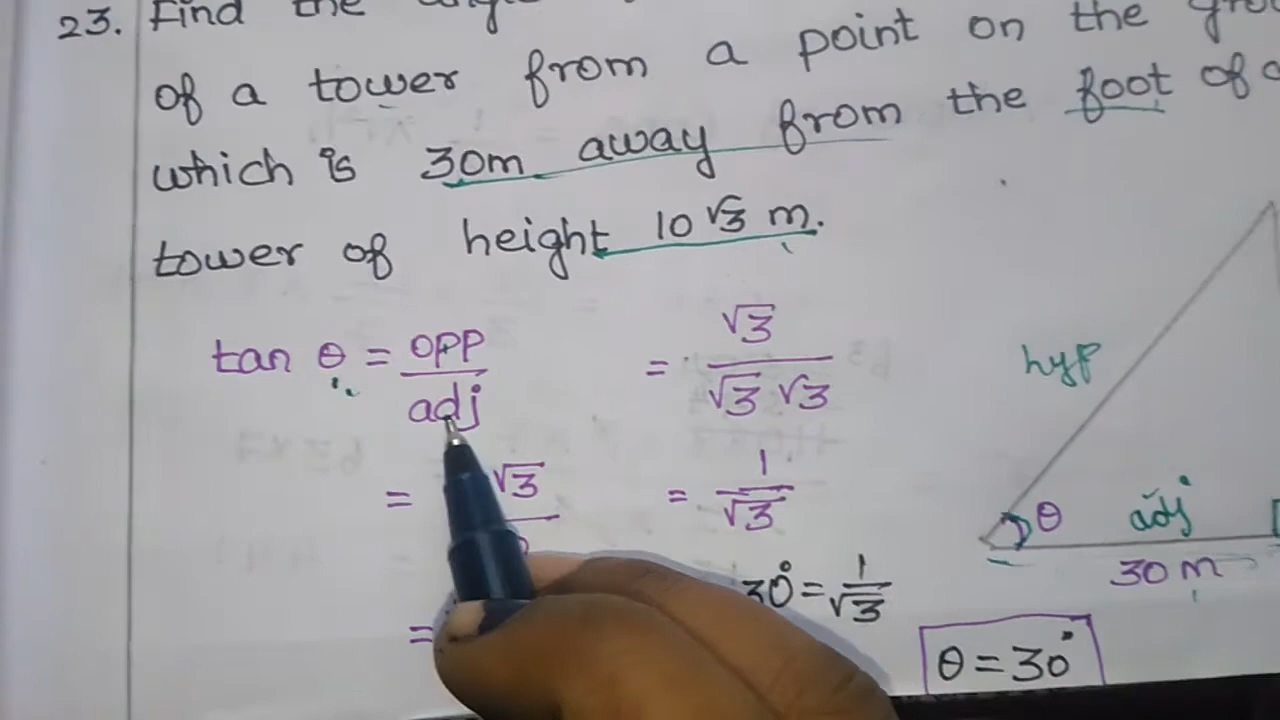 23. Find the
of a tower from a point on the
which is 30m away from the foot of
tower of height 10√3 m.
tan θ = opp/adj = √3/√3 √3
= √3 = 1/√3
30° = 1/√3
=
θ = 30°
hyp
θ adj
30 m